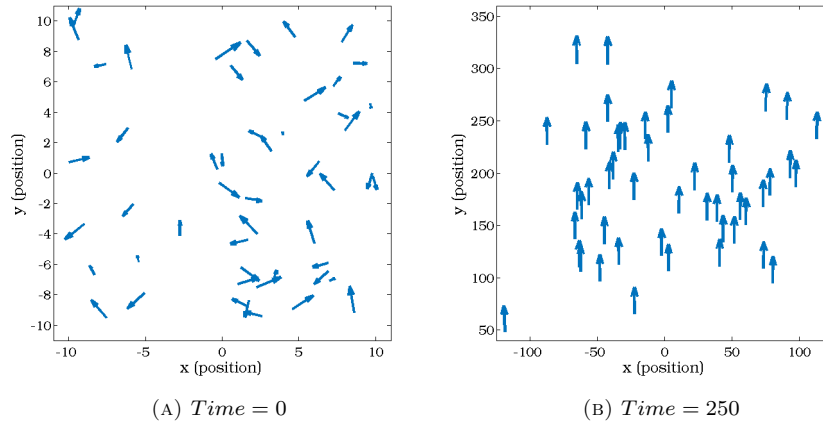 10
8
6
4
2
0
-2
-4
-6
-8
-10
y (position)
-10 -5 0 5 10
x (position)
(A) Time = 0
350
300
250
200
150
100
50
y (position)
-100 -50 0 50 100
x (position)
(B) Time = 250